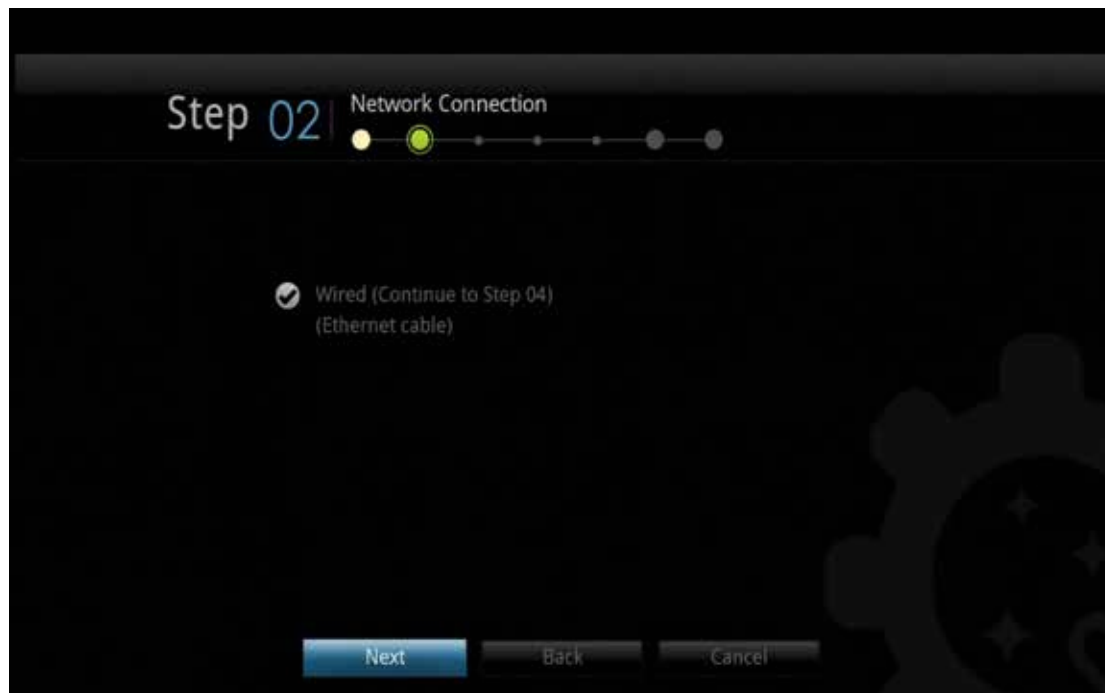 Step 02
Network Connection
Wired (Continue to Step 04)
(Ethernet cable)
Next
Back
Cancel